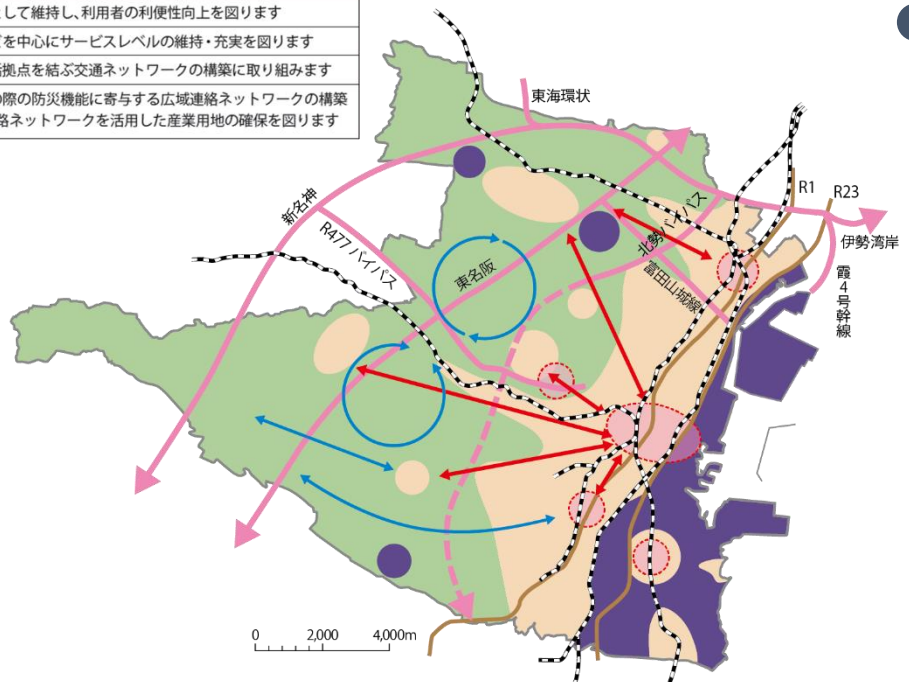 して維持し、利用者の利便性向上を図ります
を中心にサービスレベルの維持・充実を図ります
拠点を結ぶ交通ネットワークの構築に取り組みます
の際の防災機能に寄与する広域連絡ネットワークの構築
ネットワークを活用した産業用地の確保を図ります
東海環状
R1
R23
新名神
北勢バイパス
伊勢湾岸
R477 バイパス
東名阪
富田山城線
霞4号幹線
0
2,000
4,000m